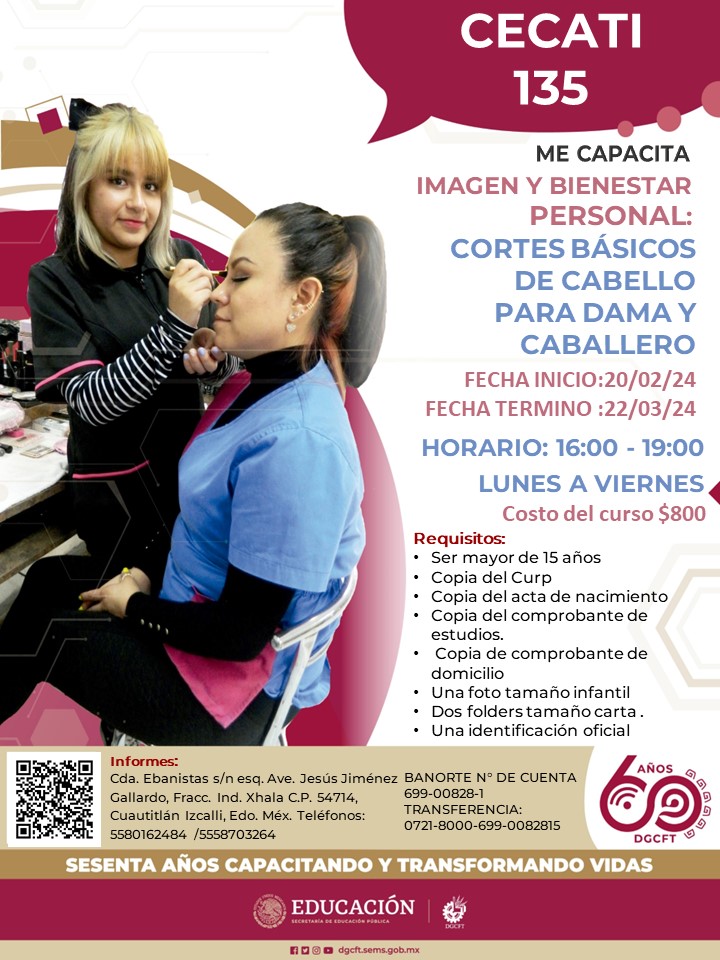 CECATI
135
ME CAPACITA
IMAGEN Y BIENESTAR
PERSONAL:
CORTES BÁSICOS
DE CABELLO
PARA DAMA Y
CABALLERO
FECHA INICIO:20/02/24
FECHA TERMINO :22/03/24
HORARIO: 16:00 - 19:00
LUNES A VIERNES
Costo del curso $800
Requisitos:
• Ser mayor de 15 años
• Copia del Curp
• Copia del acta de nacimiento
• Copia del comprobante de
estudios.
• Copia de comprobante de
domicilio
• Una foto tamaño infantil
• Dos folders tamaño carta .
• Una identificación oficial
Informes:
Cda. Ebanistas s/n esq. Ave. Jesús Jiménez
Gallardo, Fracc. Ind. Xhala C.P. 54714,
Cuautitlán Izcalli, Edo. Méx. Teléfonos:
5580162484 /5558703264
BANORTE N° DE CUENTA
699-00828-1
TRANSFERENCIA:
0721-8000-699-0082815
AÑOS
60
DGCFT
SESENTA AÑOS CAPACITANDO Y TRANSFORMANDO VIDAS
EDUCACIÓN
SECRETARÍA DE EDUCACIÓN PÚBLICA
DGCFT
dgcft.sems.gob.mx